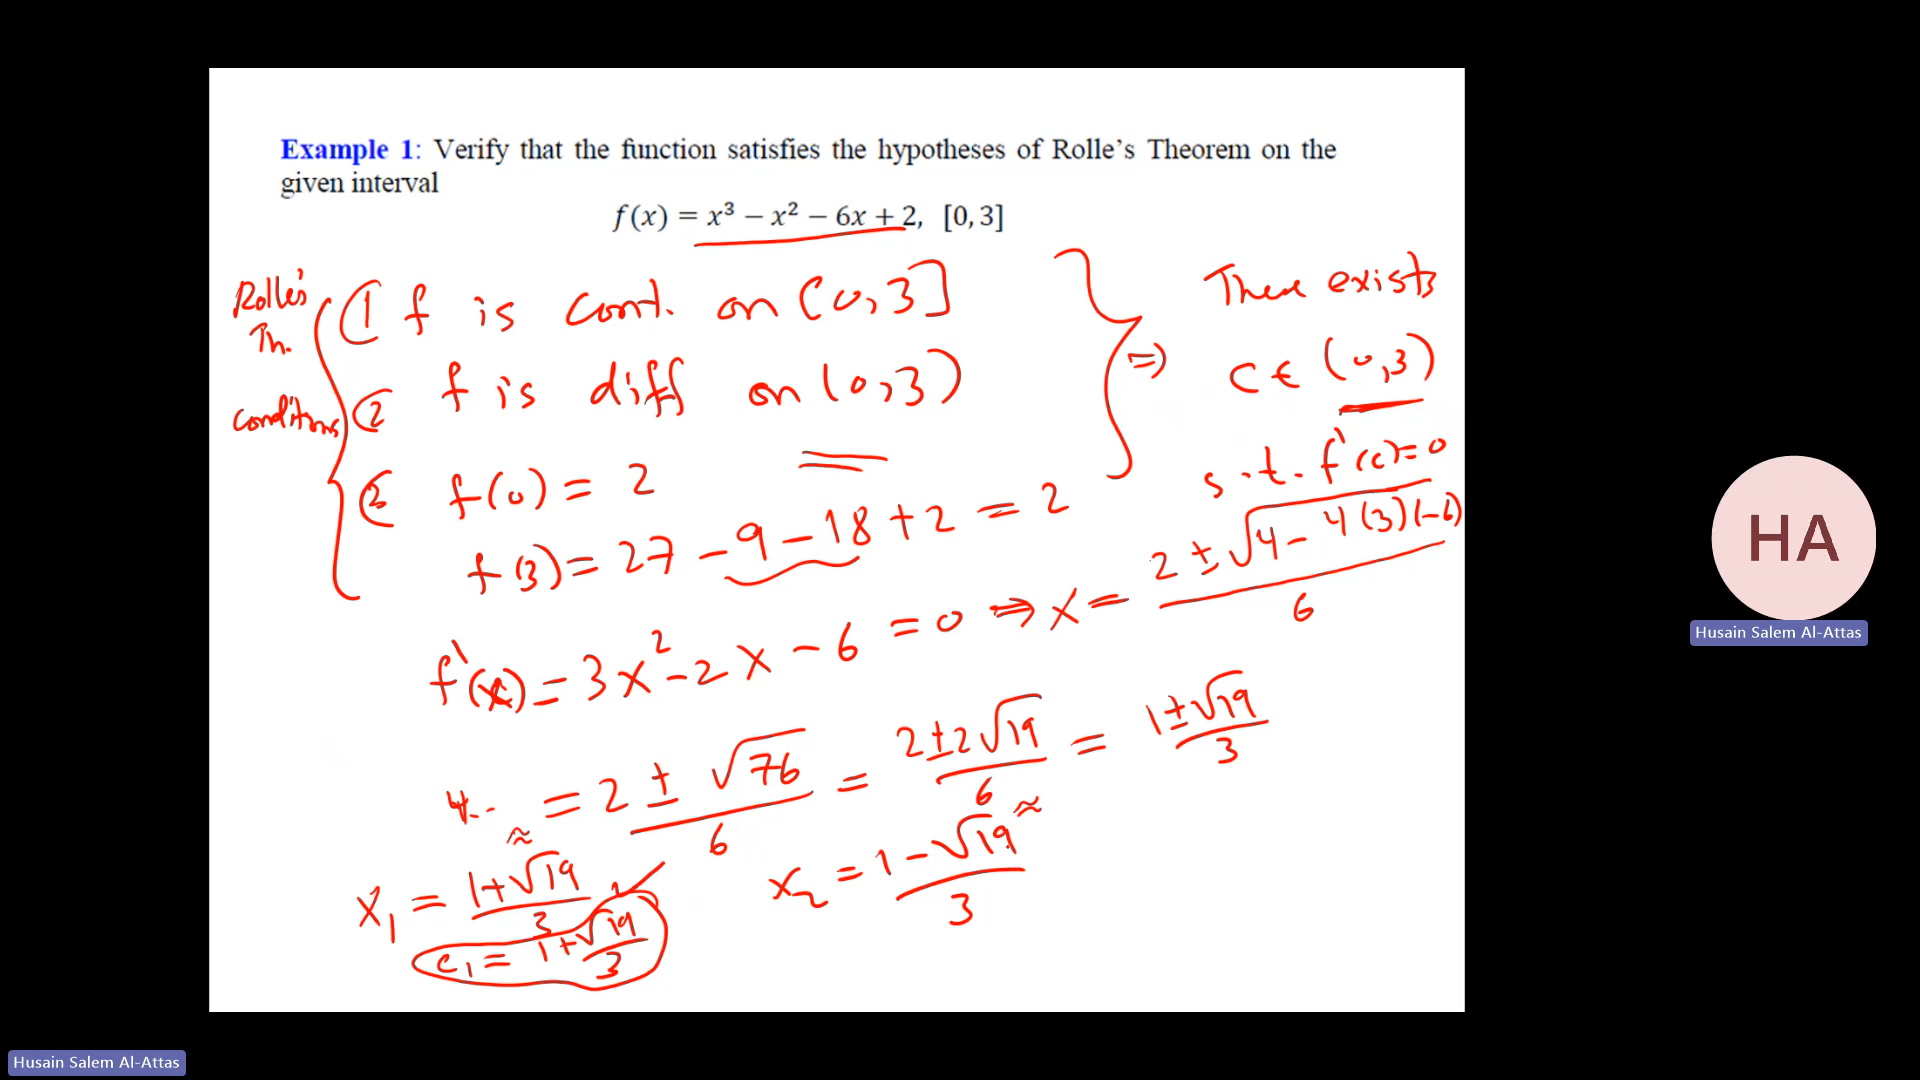 Example 1: Verify that the function satisfies the hypotheses of Rolle's Theorem on the
given interval
f(x) = x³ − x² − 6x + 2, [0, 3]
Rolle's
Th.
conditions
① f is cont. on [0,3]
② f is diff on (0,3)
f(0) = 2
f(3) = 27 − 9 − 18 + 2 = 2
⇒ There exists
c ∈ (0,3)
s.t. f'(c) = 0
f'(x) = 3x² − 2x − 6 = 0 ⇒ x = (2 ± √(4 − 4(3)(−6)))/6
= 2 ± √76 / 6 = (2 ± 2√19)/6 = (1 ± √19)/3
x₁ = (1 + √19)/3 ✓
x₂ = (1 − √19)/3
c₁ = (1 + √19)/3
HA
Husain Salem Al-Attas
Husain Salem Al-Attas